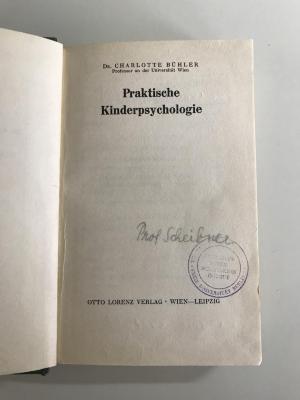 Dr. CHARLOTTE BÜHLER
Professor an der Universität Wien
Praktische
Kinderpsychologie
Prof Scheibner
OTTO LORENZ VERLAG · WIEN—LEIPZIG